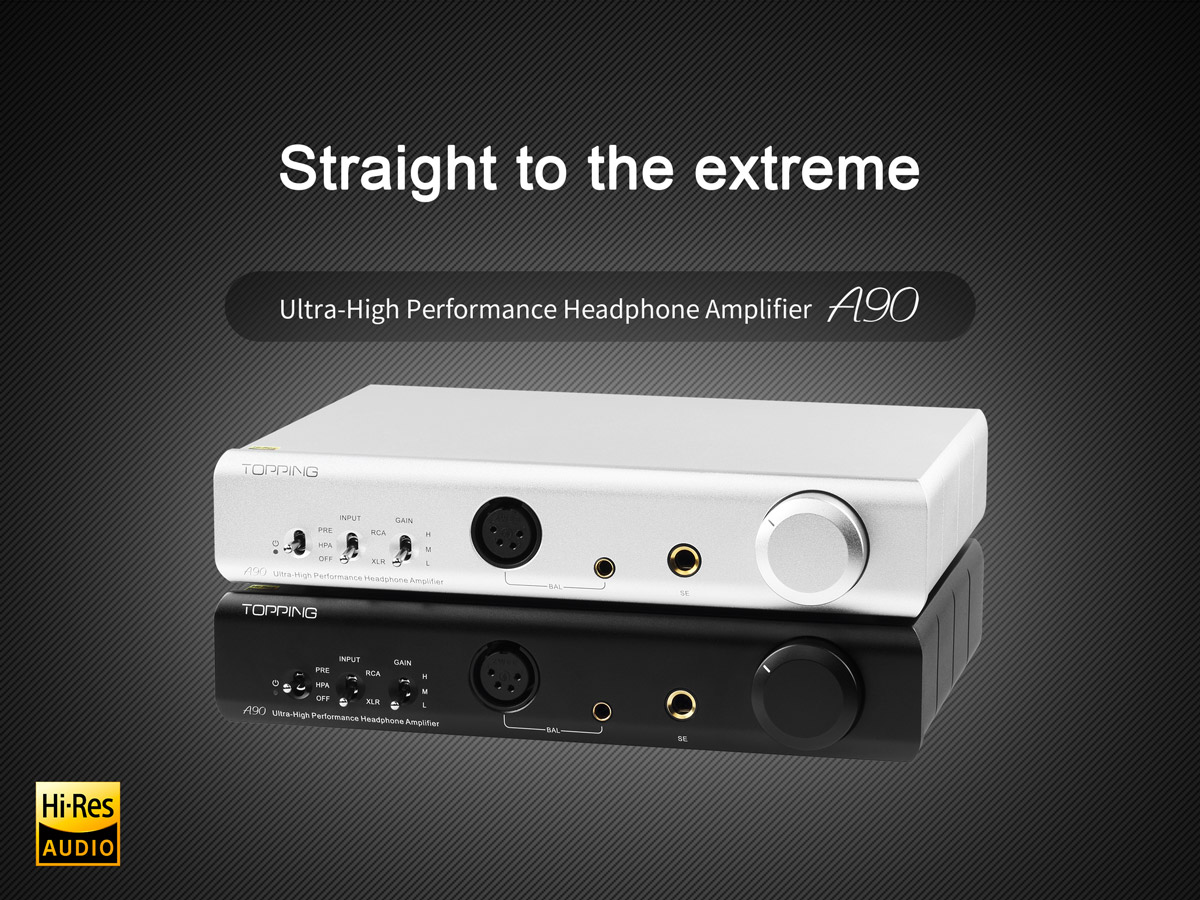 Straight to the extreme
Ultra-High Performance Headphone Amplifier A90
TOPPING
INPUT GAIN
PRE RCA H
HPA M
OFF XLR L
A90 Ultra-High Performance Headphone Amplifier
BAL
SE
TOPPING
INPUT GAIN
PRE RCA H
HPA M
OFF XLR L
A90 Ultra-High Performance Headphone Amplifier
BAL
SE
Hi-Res
AUDIO